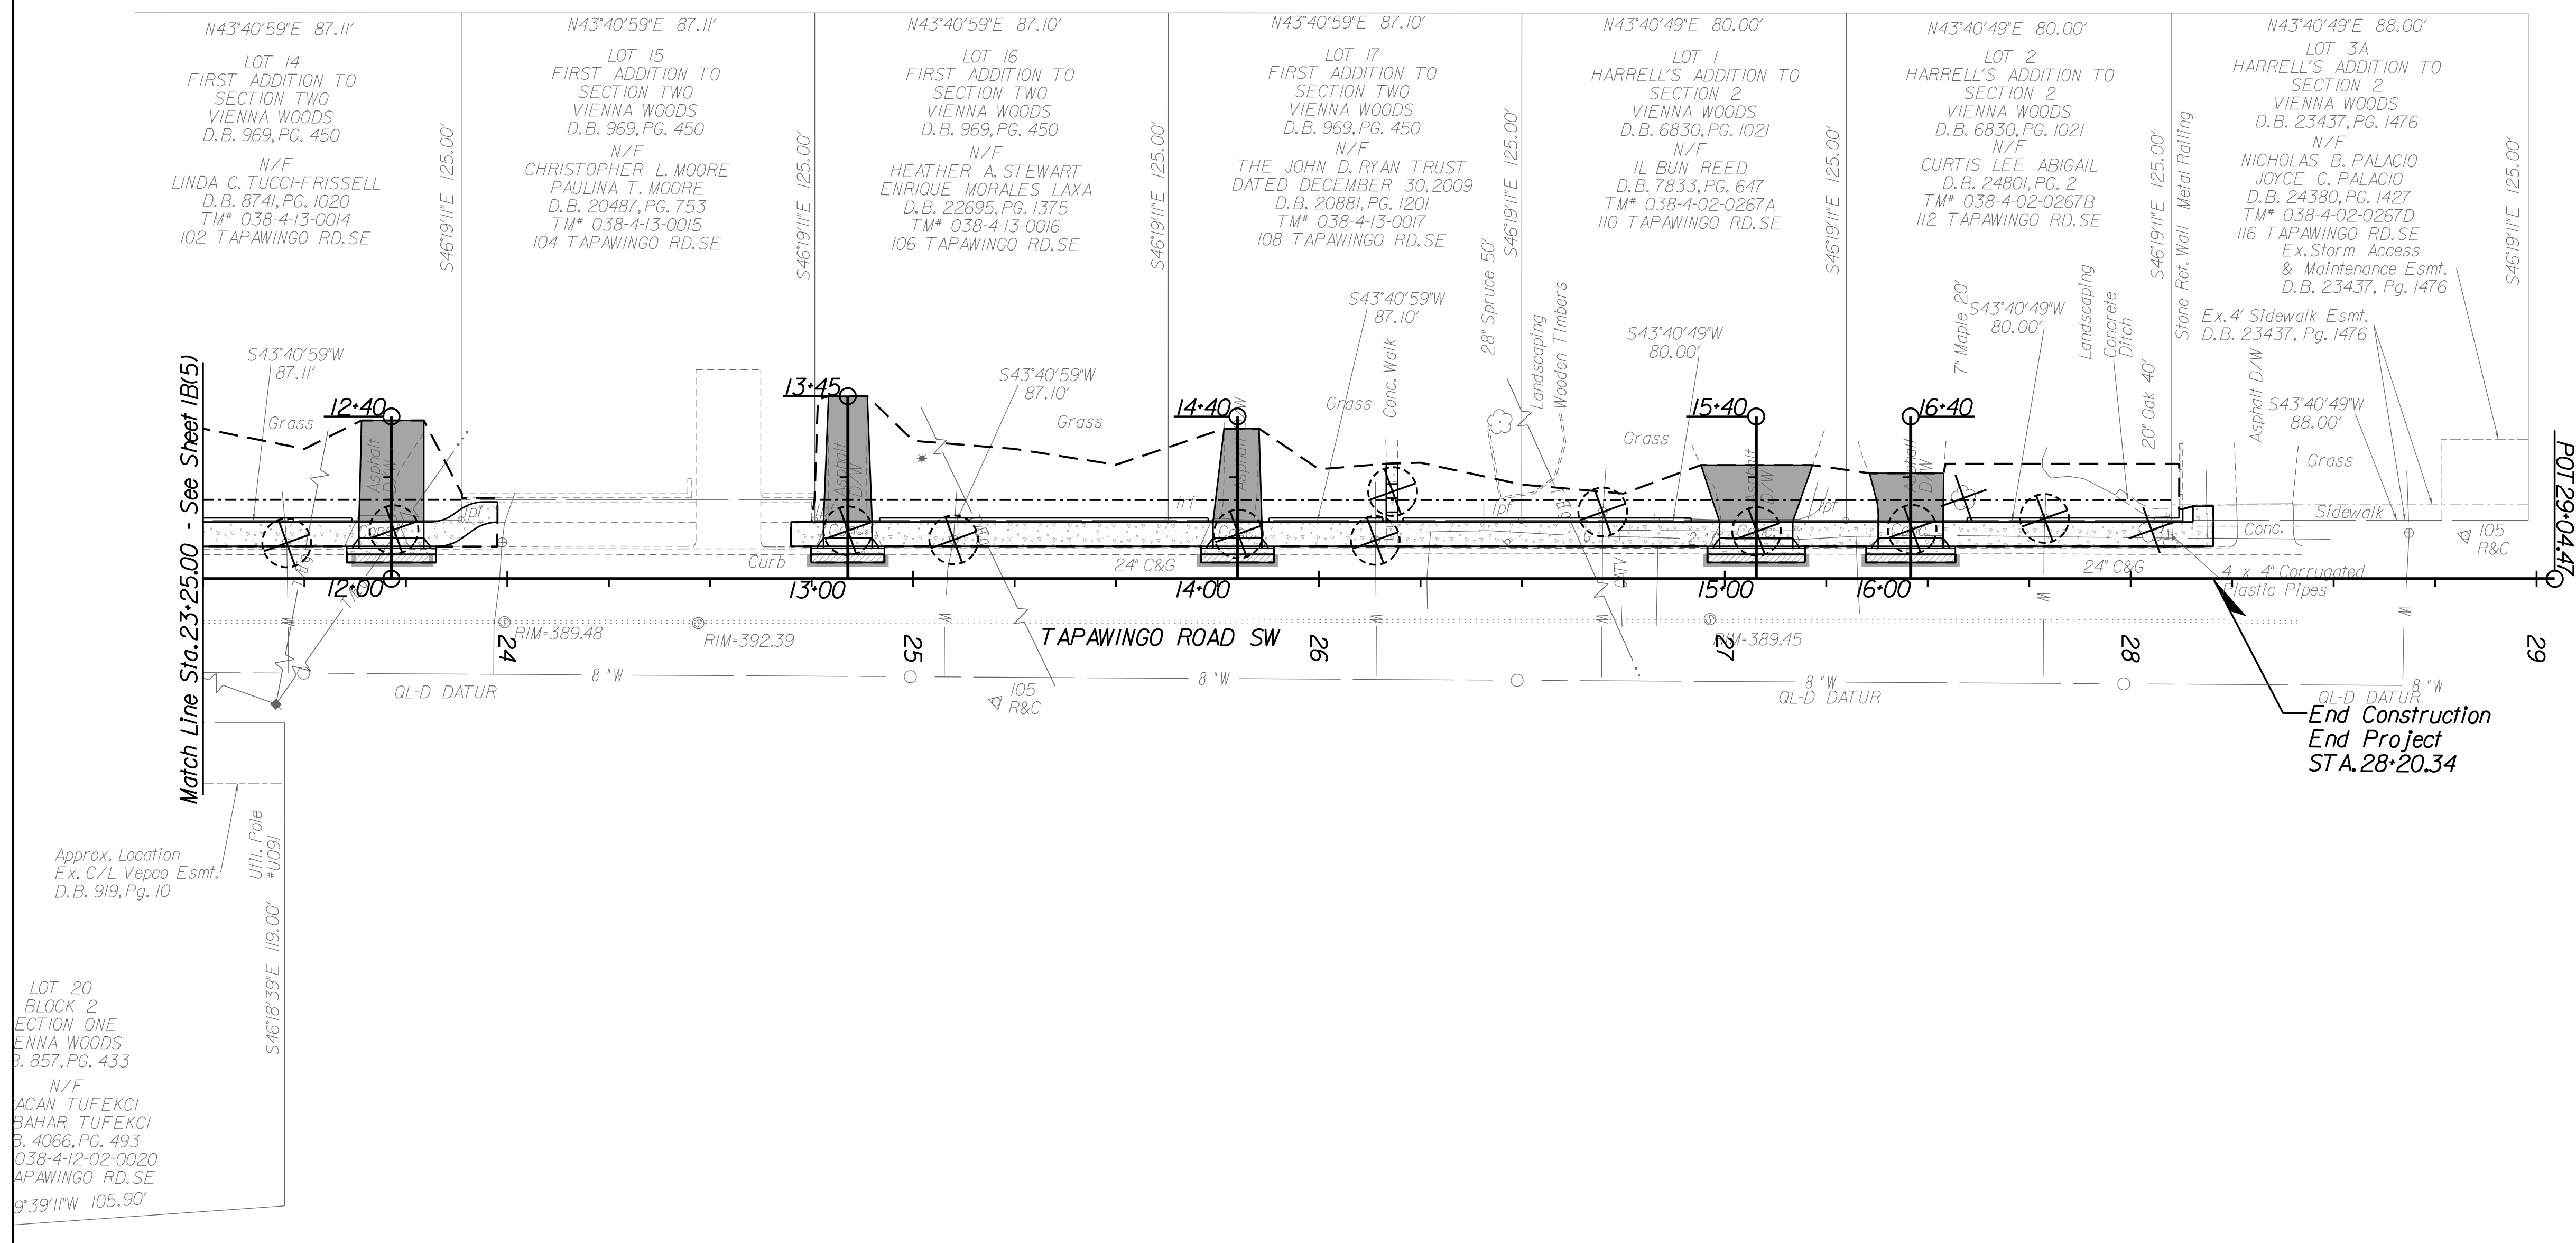 N43°40'59"E 87.11'
LOT 14
FIRST ADDITION TO
SECTION TWO
VIENNA WOODS
D.B. 969, PG. 450
N/F
LINDA C. TUCCI-FRISSELL
D.B. 8741, PG. 1020
TM# 038-4-13-0014
102 TAPAWINGO RD. SE
S46°19'11"E 125.00'
N43°40'59"E 87.11'
LOT 15
FIRST ADDITION TO
SECTION TWO
VIENNA WOODS
D.B. 969, PG. 450
N/F
CHRISTOPHER L. MOORE
PAULINA T. MOORE
D.B. 20487, PG. 753
TM# 038-4-13-0015
104 TAPAWINGO RD. SE
S46°19'11"E 125.00'
N43°40'59"E 87.10'
LOT 16
FIRST ADDITION TO
SECTION TWO
VIENNA WOODS
D.B. 969, PG. 450
N/F
HEATHER A. STEWART
ENRIQUE MORALES LAXA
D.B. 22695, PG. 1375
TM# 038-4-13-0016
106 TAPAWINGO RD. SE
S46°19'11"E 125.00'
N43°40'59"E 87.10'
LOT 17
FIRST ADDITION TO
SECTION TWO
VIENNA WOODS
D.B. 969, PG. 450
N/F
THE JOHN D. RYAN TRUST
DATED DECEMBER 30, 2009
D.B. 20881, PG. 1201
TM# 038-4-13-0017
108 TAPAWINGO RD. SE
28" Spruce 50'
S46°19'11"E 125.00'
N43°40'49"E 80.00'
LOT 1
HARRELL'S ADDITION TO
SECTION 2
VIENNA WOODS
D.B. 6830, PG. 1021
N/F
IL BUN REED
D.B. 7833, PG. 647
TM# 038-4-02-0267A
110 TAPAWINGO RD. SE
S46°19'11"E 125.00'
N43°40'49"E 80.00'
LOT 2
HARRELL'S ADDITION TO
SECTION 2
VIENNA WOODS
D.B. 6830, PG. 1021
N/F
CURTIS LEE ABIGAIL
D.B. 24801, PG. 2
TM# 038-4-02-0267B
112 TAPAWINGO RD. SE
S46°19'11"E 125.00'
Stone Ret. Wall Metal Railing
N43°40'49"E 88.00'
LOT 3A
HARRELL'S ADDITION TO
SECTION 2
VIENNA WOODS
D.B. 23437, PG. 1476
N/F
NICHOLAS B. PALACIO
JOYCE C. PALACIO
D.B. 24380, PG. 1427
TM# 038-4-02-0267D
116 TAPAWINGO RD. SE
Ex. Storm Access
& Maintenance Esmt.
D.B. 23437, Pg. 1476
S46°19'11"E 125.00'
Ex. 4' Sidewalk Esmt.
D.B. 23437, Pg. 1476
Match Line Sta. 23+25.00 - See Sheet 1B(5)
S43°40'59"W
87.11'
Grass
12+40
Asphalt
D/W
Ipf
13+45
Asphalt
D/W
S43°40'59"W
87.10'
Grass
14+40
Asphalt
D/W
S43°40'59"W
87.10'
Grass
Conc. Walk
Landscaping
Wooden Timbers
Ipf
S43°40'49"W
80.00'
Grass
15+40
Asphalt
D/W
Ipf
16+40
Asphalt
D/W
7" Maple 20'
S43°40'49"W
80.00'
Landscaping
Concrete
Ditch
20" Oak 40'
Asphalt D/W
S43°40'49"W
88.00'
Grass
Sidewalk
Conc.
105
R&C
POT 29+04.47
Curb
24" C&G
CATV
24" C&G
4 x 4" Corrugated
Plastic Pipes
12+00
13+00
14+00
15+00
16+00
W
W
W
W
W
W
RIM=389.48
RIM=392.39
TAPAWINGO ROAD SW
RIM=389.45
24
25
26
27
28
29
QL-D DATUR
8 "W
105
R&C
8 "W
8 "W
QL-D DATUR
8 "W
QL-D DATUR
End Construction
End Project
STA. 28+20.34
Approx. Location
Ex. C/L Vepco Esmt.
D.B. 919, Pg. 10
Util. Pole
#U091
S46°18'39"E 119.00'
LOT 20
BLOCK 2
ECTION ONE
ENNA WOODS
B. 857, PG. 433
N/F
ACAN TUFEKCI
BAHAR TUFEKCI
B. 4066, PG. 493
038-4-12-02-0020
APAWINGO RD. SE
9°39'11"W 105.90'